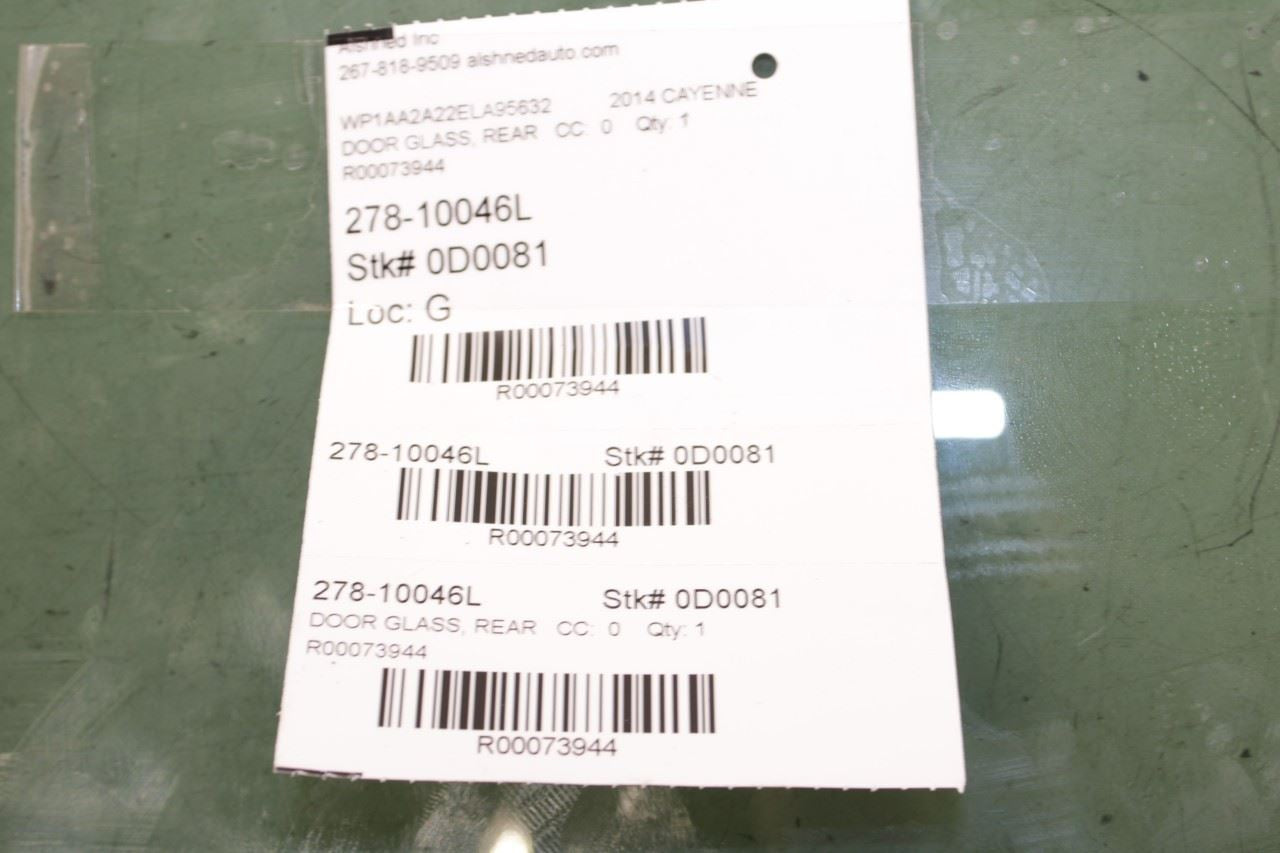 Alshned Inc
267-818-9509 alshnedauto.com
WP1AA2A22ELA95632 2014 CAYENNE
DOOR GLASS, REAR CC: 0 Qty: 1
R00073944
278-10046L
Stk# 0D0081
Loc: G
R00073944
278-10046L Stk# 0D0081
R00073944
278-10046L Stk# 0D0081
DOOR GLASS, REAR CC: 0 Qty: 1
R00073944
R00073944